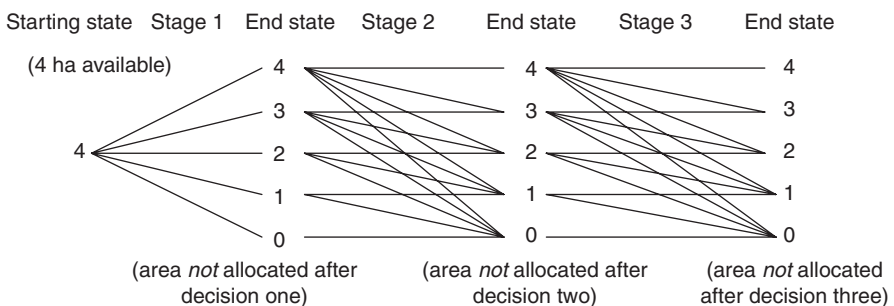 Starting state Stage 1 End state Stage 2 End state Stage 3 End state
(4 ha available) 4 4 4
3 3 3
4 2 2 2
1 1 1
0 0 0
(area not allocated after decision one) (area not allocated after decision two) (area not allocated after decision three)